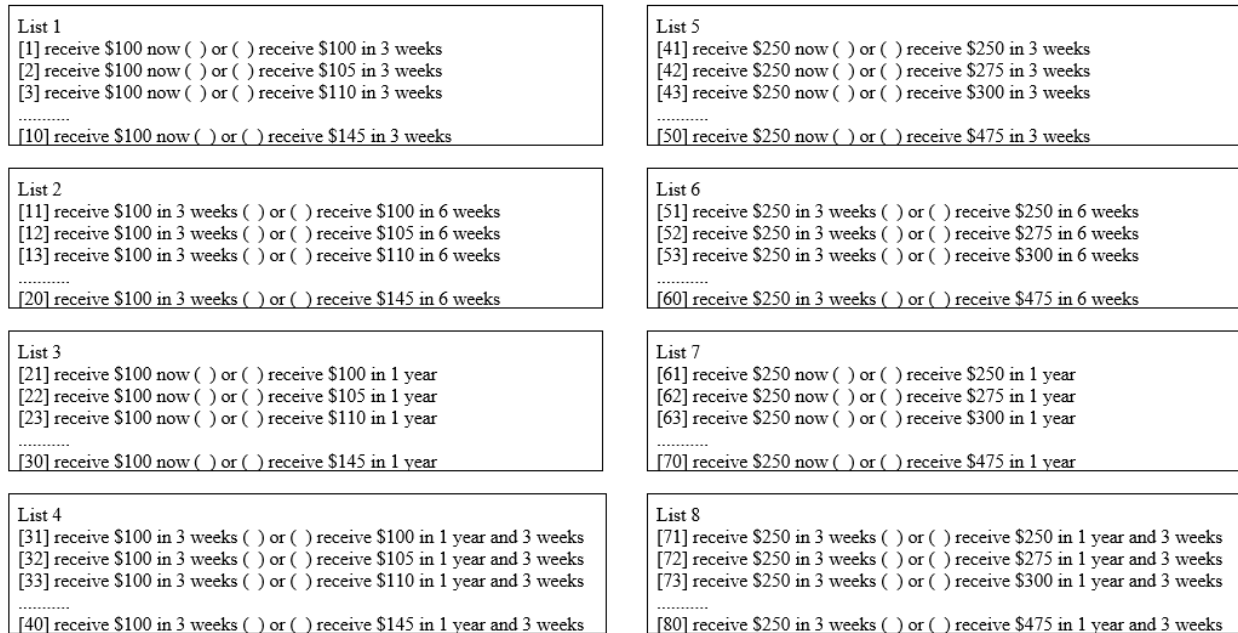 List 1
[1] receive $100 now ( ) or ( ) receive $100 in 3 weeks
[2] receive $100 now ( ) or ( ) receive $105 in 3 weeks
[3] receive $100 now ( ) or ( ) receive $110 in 3 weeks
...........
[10] receive $100 now ( ) or ( ) receive $145 in 3 weeks
List 2
[11] receive $100 in 3 weeks ( ) or ( ) receive $100 in 6 weeks
[12] receive $100 in 3 weeks ( ) or ( ) receive $105 in 6 weeks
[13] receive $100 in 3 weeks ( ) or ( ) receive $110 in 6 weeks
...........
[20] receive $100 in 3 weeks ( ) or ( ) receive $145 in 6 weeks
List 3
[21] receive $100 now ( ) or ( ) receive $100 in 1 year
[22] receive $100 now ( ) or ( ) receive $105 in 1 year
[23] receive $100 now ( ) or ( ) receive $110 in 1 year
...........
[30] receive $100 now ( ) or ( ) receive $145 in 1 year
List 4
[31] receive $100 in 3 weeks ( ) or ( ) receive $100 in 1 year and 3 weeks
[32] receive $100 in 3 weeks ( ) or ( ) receive $105 in 1 year and 3 weeks
[33] receive $100 in 3 weeks ( ) or ( ) receive $110 in 1 year and 3 weeks
...........
[40] receive $100 in 3 weeks ( ) or ( ) receive $145 in 1 year and 3 weeks
List 5
[41] receive $250 now ( ) or ( ) receive $250 in 3 weeks
[42] receive $250 now ( ) or ( ) receive $275 in 3 weeks
[43] receive $250 now ( ) or ( ) receive $300 in 3 weeks
...........
[50] receive $250 now ( ) or ( ) receive $475 in 3 weeks
List 6
[51] receive $250 in 3 weeks ( ) or ( ) receive $250 in 6 weeks
[52] receive $250 in 3 weeks ( ) or ( ) receive $275 in 6 weeks
[53] receive $250 in 3 weeks ( ) or ( ) receive $300 in 6 weeks
...........
[60] receive $250 in 3 weeks ( ) or ( ) receive $475 in 6 weeks
List 7
[61] receive $250 now ( ) or ( ) receive $250 in 1 year
[62] receive $250 now ( ) or ( ) receive $275 in 1 year
[63] receive $250 now ( ) or ( ) receive $300 in 1 year
...........
[70] receive $250 now ( ) or ( ) receive $475 in 1 year
List 8
[71] receive $250 in 3 weeks ( ) or ( ) receive $250 in 1 year and 3 weeks
[72] receive $250 in 3 weeks ( ) or ( ) receive $275 in 1 year and 3 weeks
[73] receive $250 in 3 weeks ( ) or ( ) receive $300 in 1 year and 3 weeks
...........
[80] receive $250 in 3 weeks ( ) or ( ) receive $475 in 1 year and 3 weeks